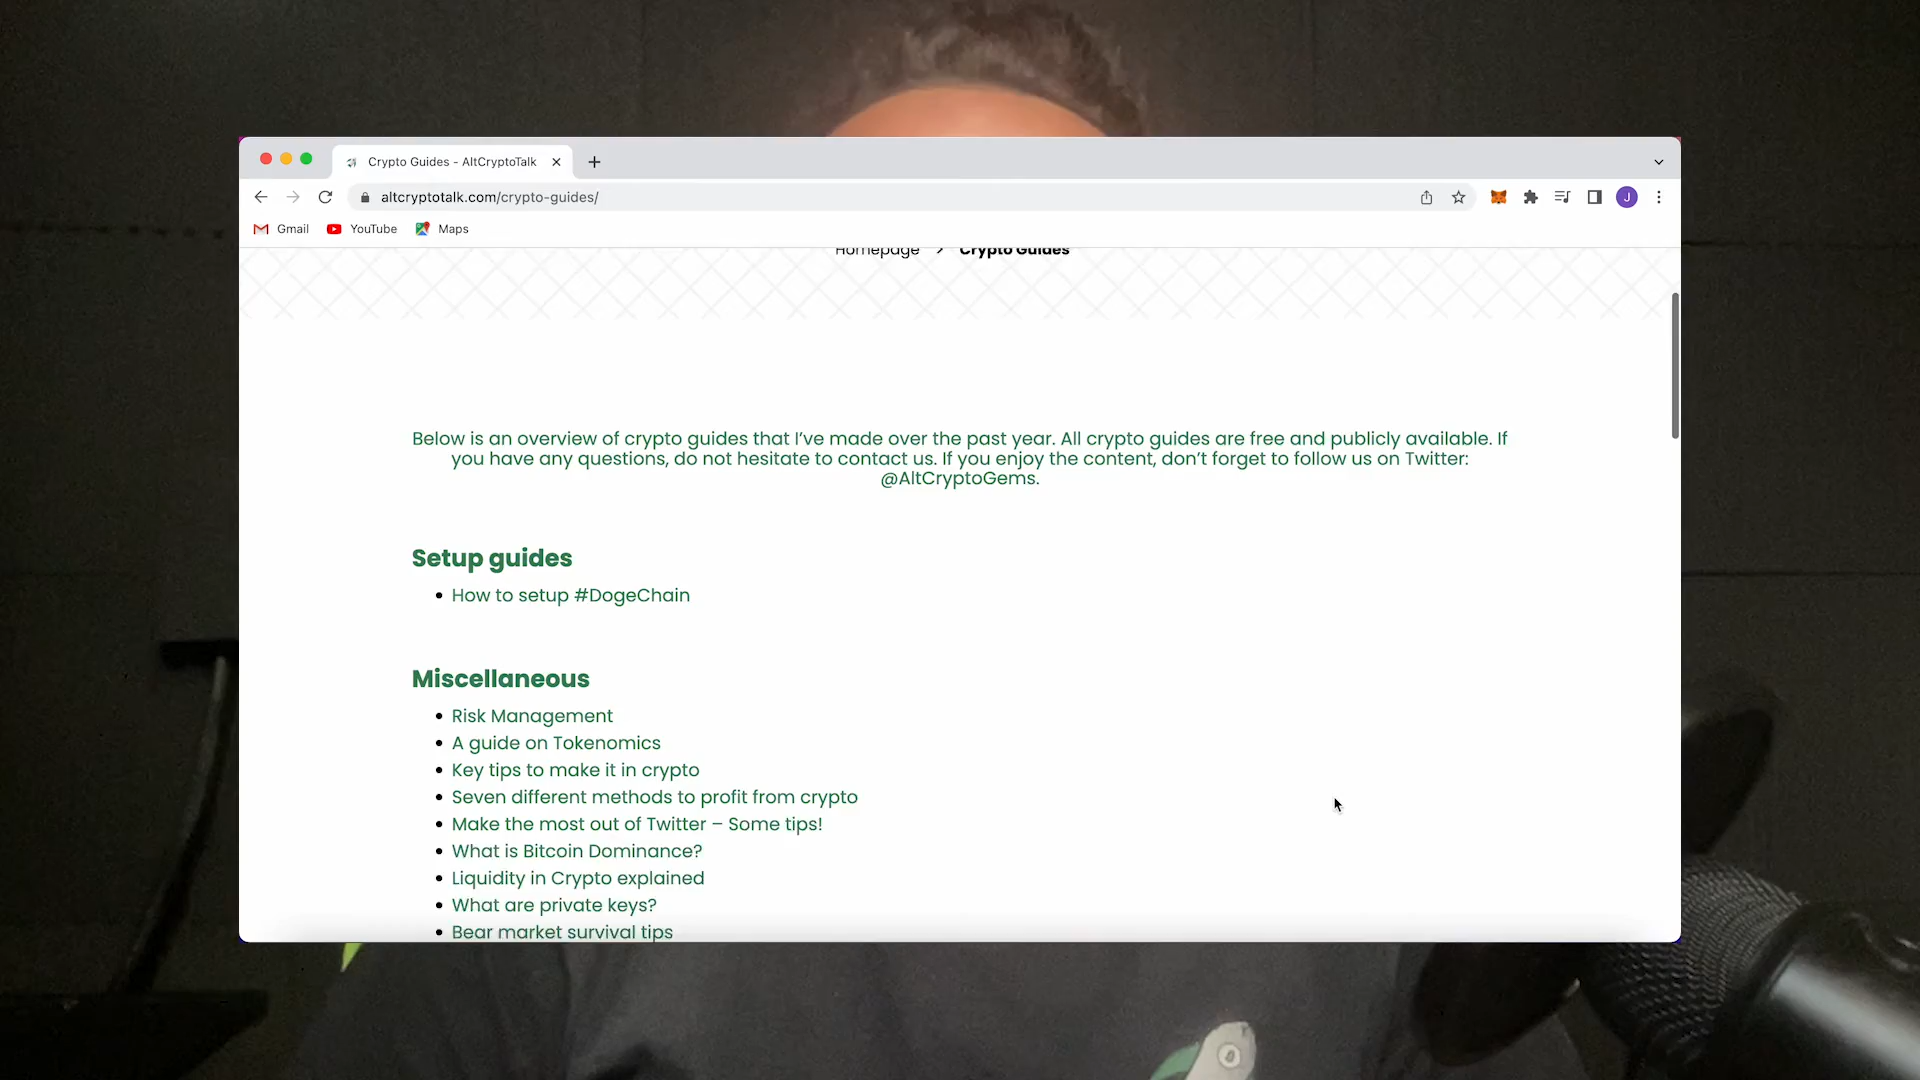 Crypto Guides - AltCryptoTalk
altcryptotalk.com/crypto-guides/
J
Gmail
YouTube
Maps
Homepage > Crypto Guides
Below is an overview of crypto guides that I’ve made over the past year. All crypto guides are free and publicly available. If
you have any questions, do not hesitate to contact us. If you enjoy the content, don’t forget to follow us on Twitter:
@AltCryptoGems.
Setup guides
• How to setup #DogeChain
Miscellaneous
• Risk Management
• A guide on Tokenomics
• Key tips to make it in crypto
• Seven different methods to profit from crypto
• Make the most out of Twitter – Some tips!
• What is Bitcoin Dominance?
• Liquidity in Crypto explained
• What are private keys?
• Bear market survival tips